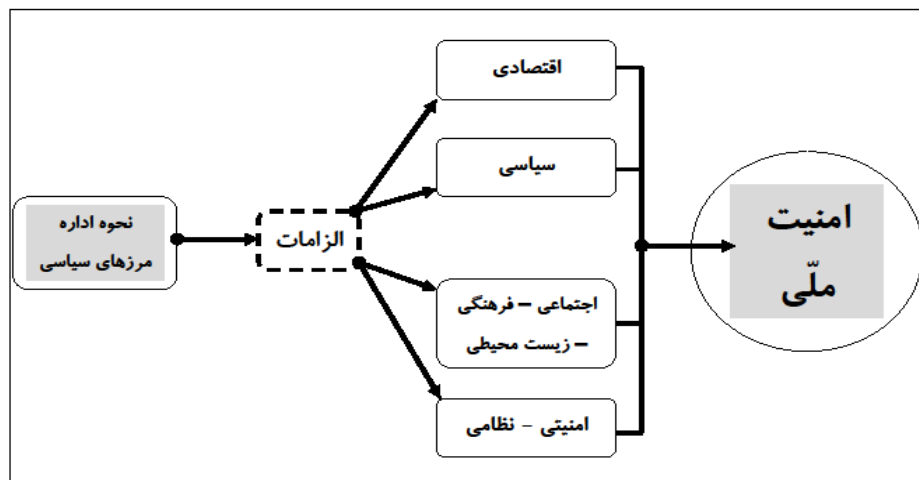 نحوه اداره
مرزهای سیاسی
الزامات
اقتصادی
سیاسی
اجتماعی – فرهنگی
– زیست محیطی
امنیتی - نظامی
امنیت
ملّی